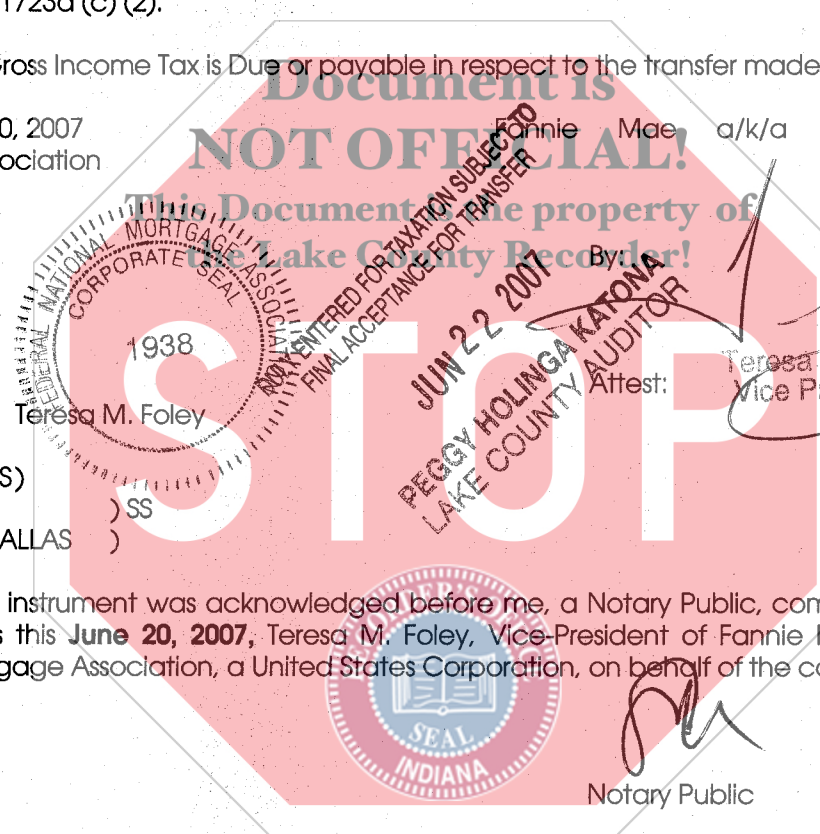 1723a (c) (2).
Gross Income Tax is Due or payable in respect to the transfer made
Document is
0, 2007 Fannie Mae a/k/a
NOT OFFICIAL!
ociation
This Document is the property of
the Lake County Recorder!
By:
FEDERAL NATIONAL MORTGAGE ASSOCIATION
CORPORATE SEAL
1938
DULY ENTERED FOR TAXATION SUBJECT TO
FINAL ACCEPTANCE FOR TRANSFER
JUN 22 2007
PEGGY HOLINGA KATONA
LAKE COUNTY AUDITOR
STOP
Attest:
Teresa
Vice P
Teresa M. Foley
S)
) SS
ALLAS )
instrument was acknowledged before me, a Notary Public, com
s this June 20, 2007, Teresa M. Foley, Vice-President of Fannie
gage Association, a United States Corporation, on behalf of the co
SEAL
INDIANA
Notary Public